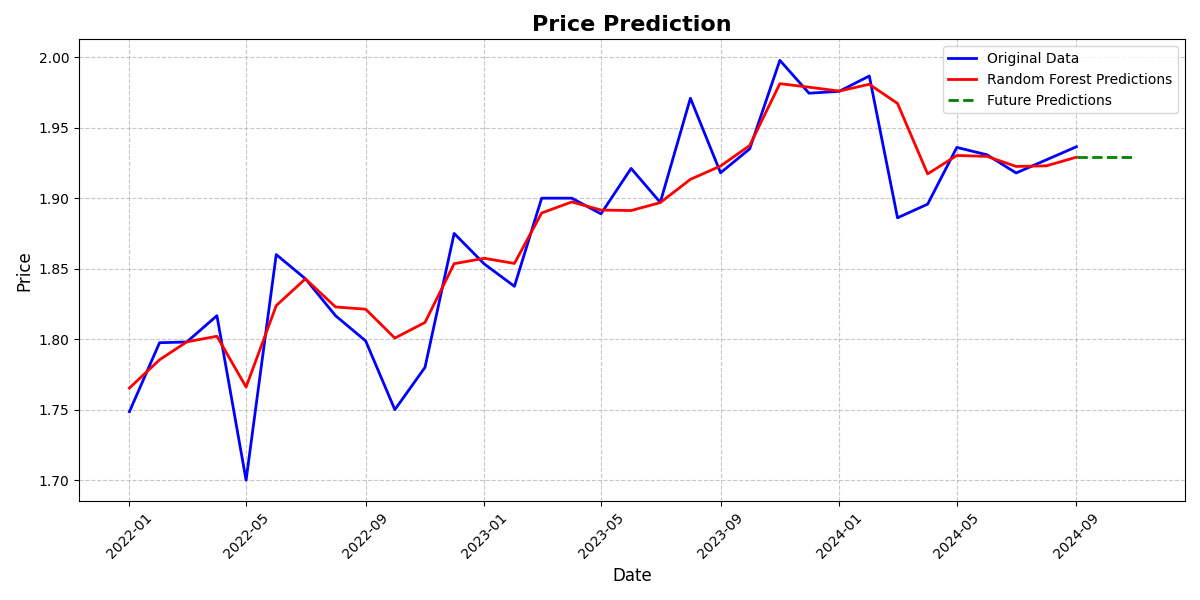 Price Prediction
Original Data
Random Forest Predictions
Future Predictions
Price
2.00
1.95
1.90
1.85
1.80
1.75
1.70
2022-01
2022-05
2022-09
2023-01
2023-05
2023-09
2024-01
2024-05
2024-09
Date